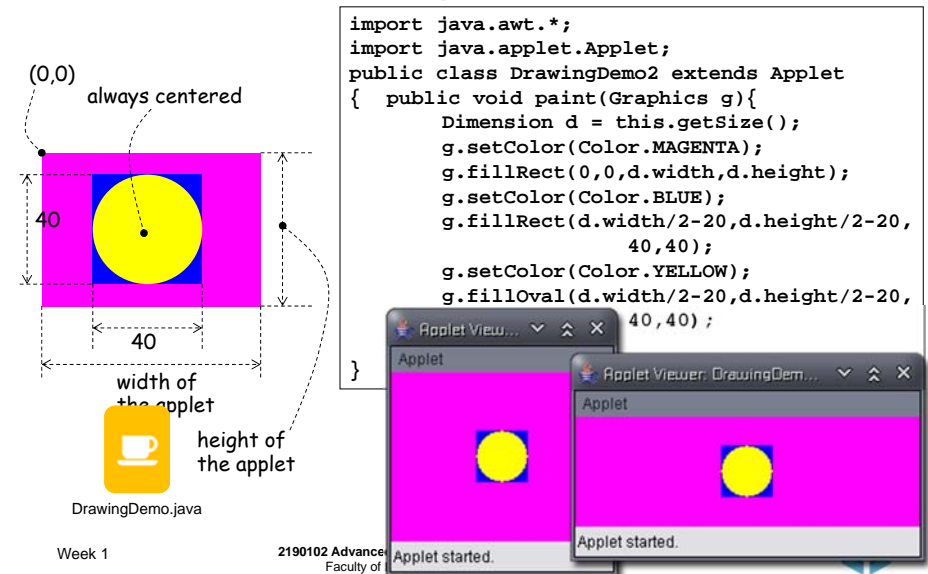 import java.awt.*;
import java.applet.Applet;
public class DrawingDemo2 extends Applet
{ public void paint(Graphics g){
Dimension d = this.getSize();
g.setColor(Color.MAGENTA);
g.fillRect(0,0,d.width,d.height);
g.setColor(Color.BLUE);
g.fillRect(d.width/2-20,d.height/2-20,
40,40);
g.setColor(Color.YELLOW);
g.fillOval(d.width/2-20,d.height/2-20,
40,40);
}
(0,0)
always centered
40
40
width of
the applet
height of
the applet
DrawingDemo.java
Applet View...
Applet
Applet started.
Applet Viewer: DrawingDem...
Applet
Applet started.
Week 1
2190102 Advance
Faculty of